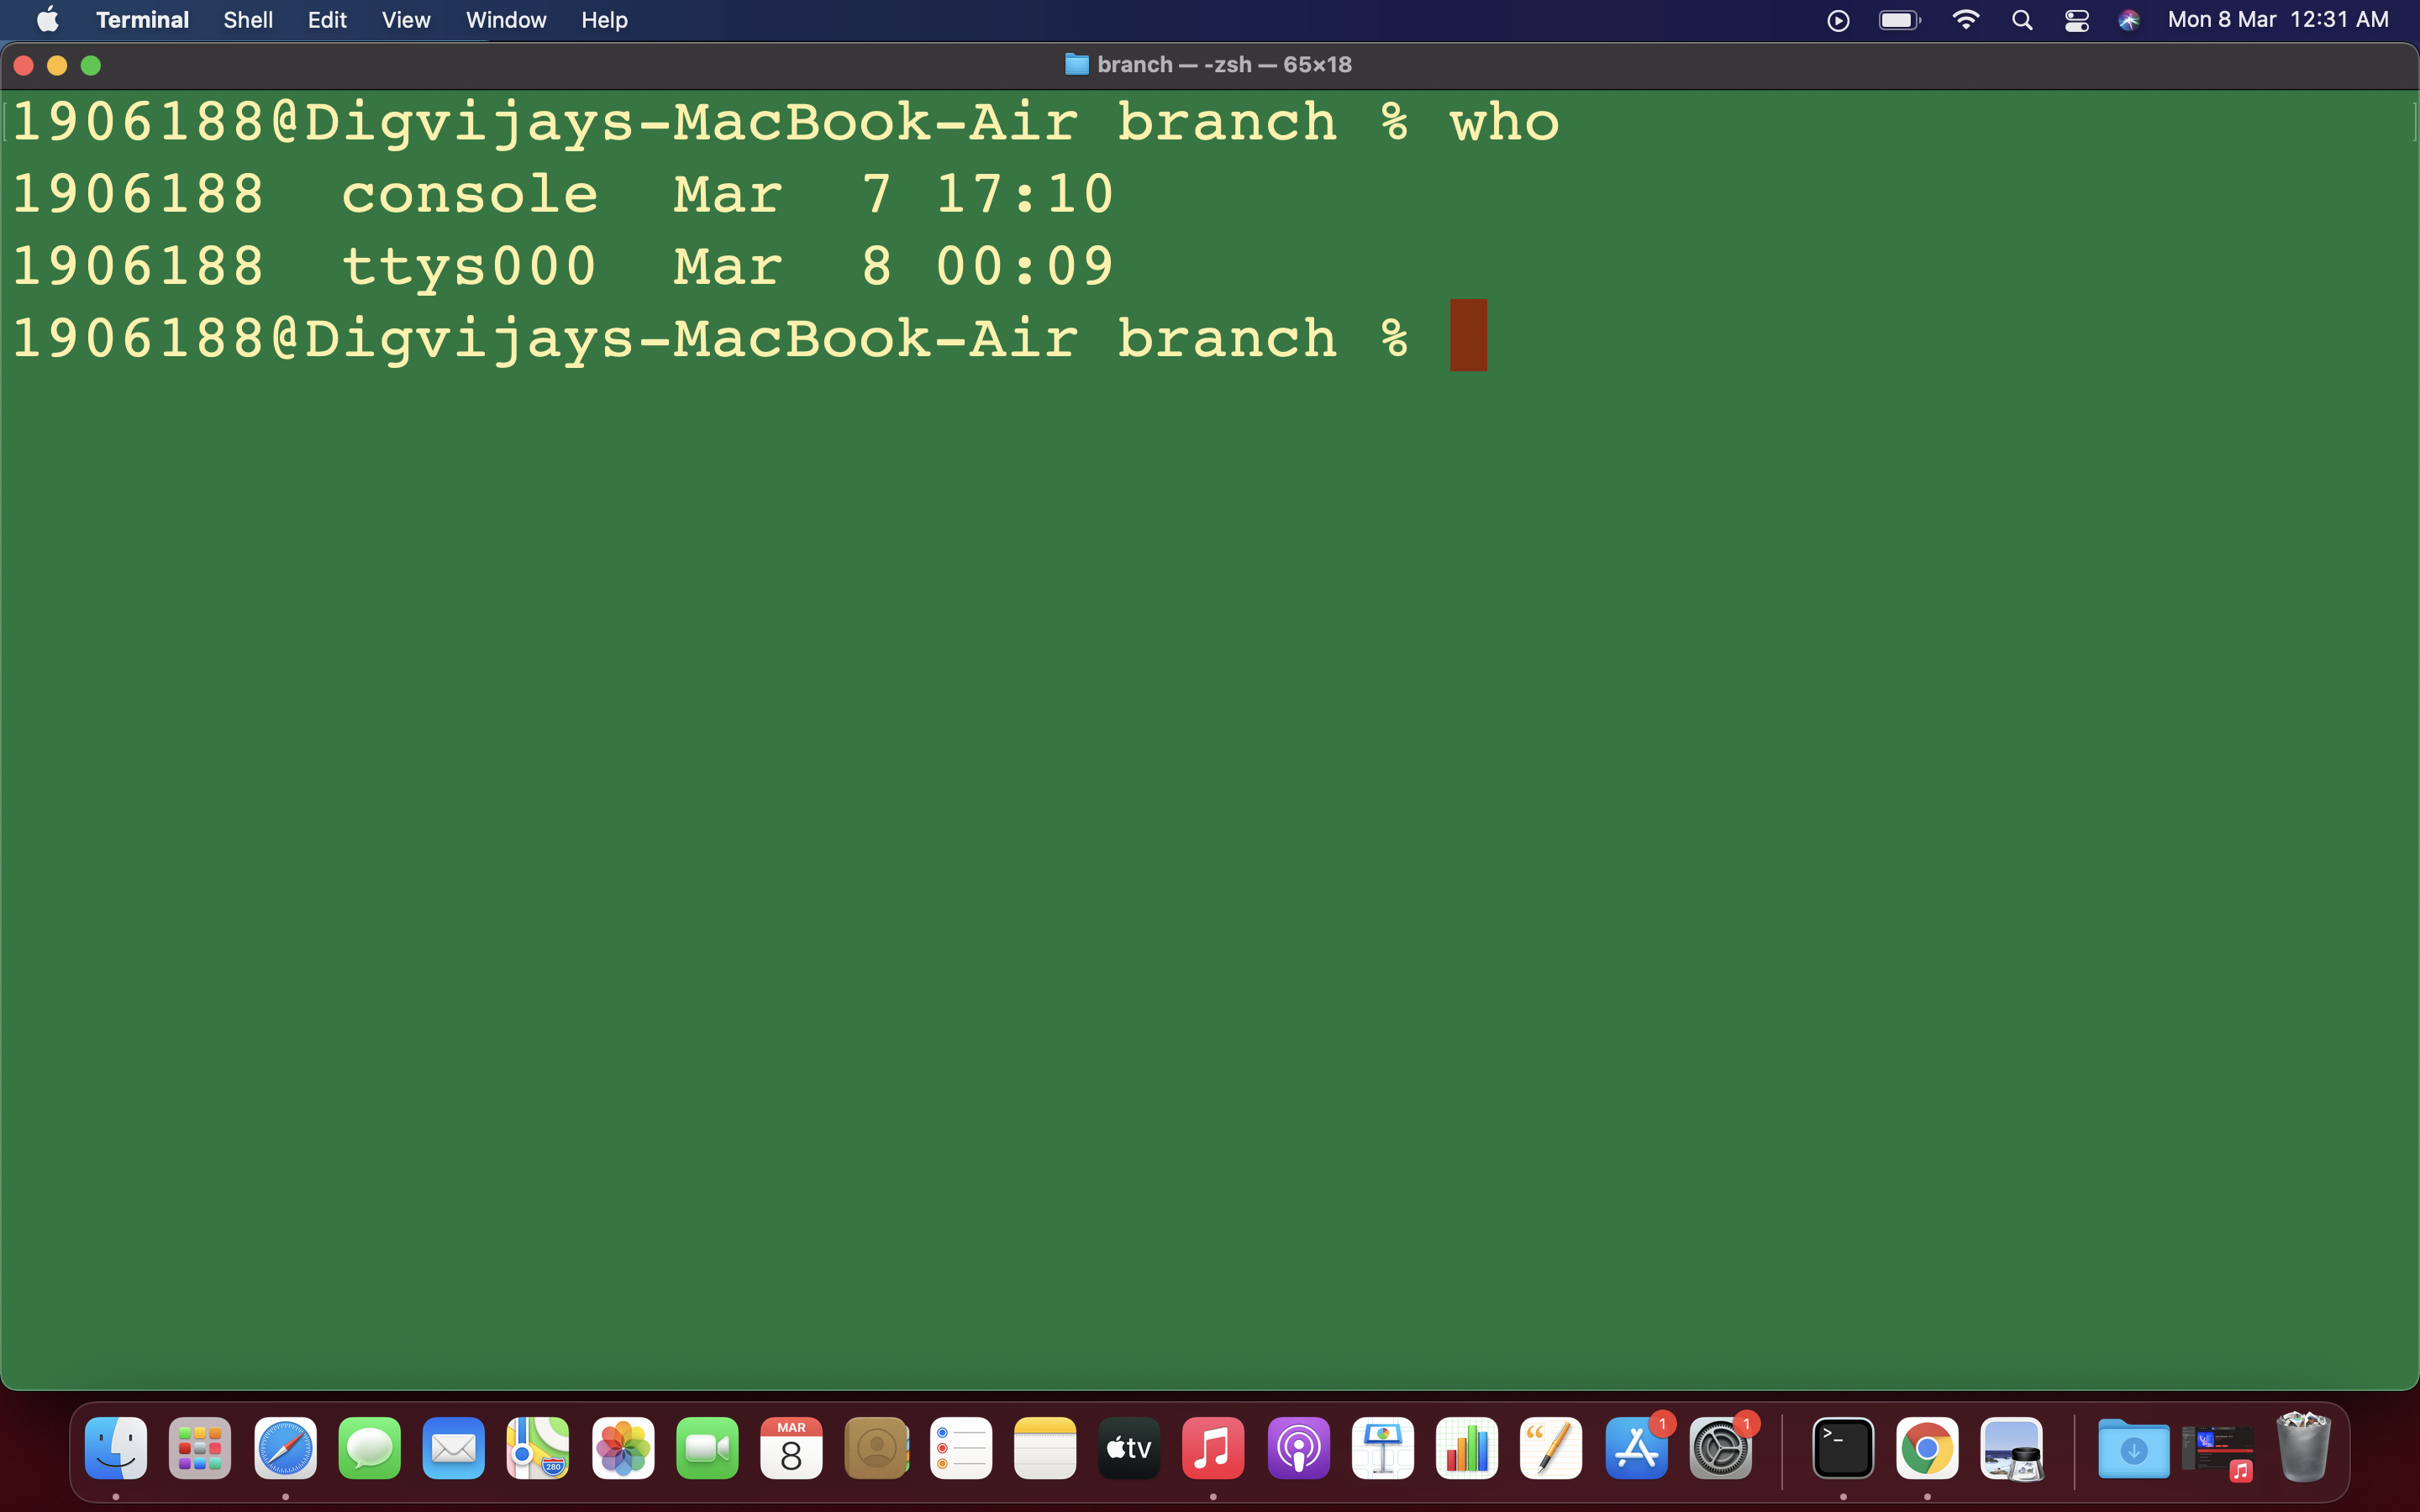 Terminal Shell Edit View Window Help Mon 8 Mar 12:31 AM
branch — -zsh — 65×18
1906188@Digvijays-MacBook-Air branch % who
1906188  console  Mar  7 17:10
1906188  ttys000  Mar  8 00:09
1906188@Digvijays-MacBook-Air branch %
280
MAR
8
tv
1
1
>_